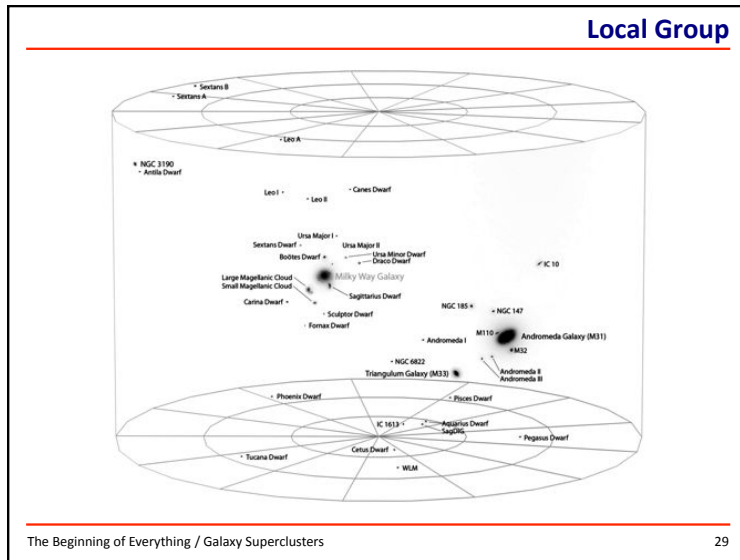 Local Group
Sextans B
Sextans A
Leo A
NGC 3190
Antila Dwarf
Leo I
Leo II
Canes Dwarf
Ursa Major I
Sextans Dwarf
Ursa Major II
Boötes Dwarf
Ursa Minor Dwarf
Draco Dwarf
IC 10
Milky Way Galaxy
Large Magellanic Cloud
Small Magellanic Cloud
Sagittarius Dwarf
Carina Dwarf
NGC 185
NGC 147
Sculptor Dwarf
Fornax Dwarf
M110
Andromeda Galaxy (M31)
Andromeda I
M32
NGC 6822
Andromeda II
Triangulum Galaxy (M33)
Andromeda III
Phoenix Dwarf
Pisces Dwarf
IC 1613
Aquarius Dwarf
SagDIG
Pegasus Dwarf
Cetus Dwarf
Tucana Dwarf
WLM
The Beginning of Everything / Galaxy Superclusters
29